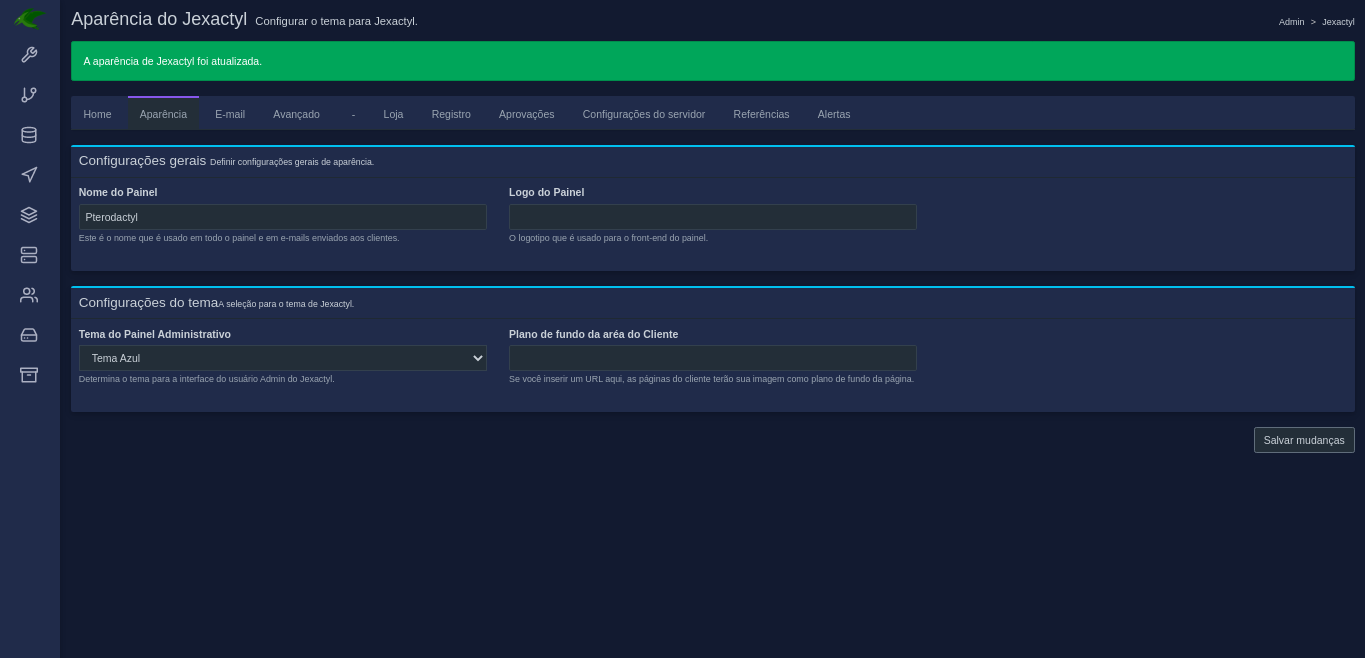 Aparência do Jexactyl Configurar o tema para Jexactyl.
Admin > Jexactyl
A aparência de Jexactyl foi atualizada.
Home Aparência E-mail Avançado - Loja Registro Aprovações Configurações do servidor Referências Alertas
Configurações gerais Definir configurações gerais de aparência.
Nome do Painel Logo do Painel
Pterodactyl
Este é o nome que é usado em todo o painel e em e-mails enviados aos clientes. O logotipo que é usado para o front-end do painel.
Configurações do temaA seleção para o tema de Jexactyl.
Tema do Painel Administrativo Plano de fundo da aréa do Cliente
Tema Azul
Determina o tema para a interface do usuário Admin do Jexactyl. Se você inserir um URL aqui, as páginas do cliente terão sua imagem como plano de fundo da página.
Salvar mudanças